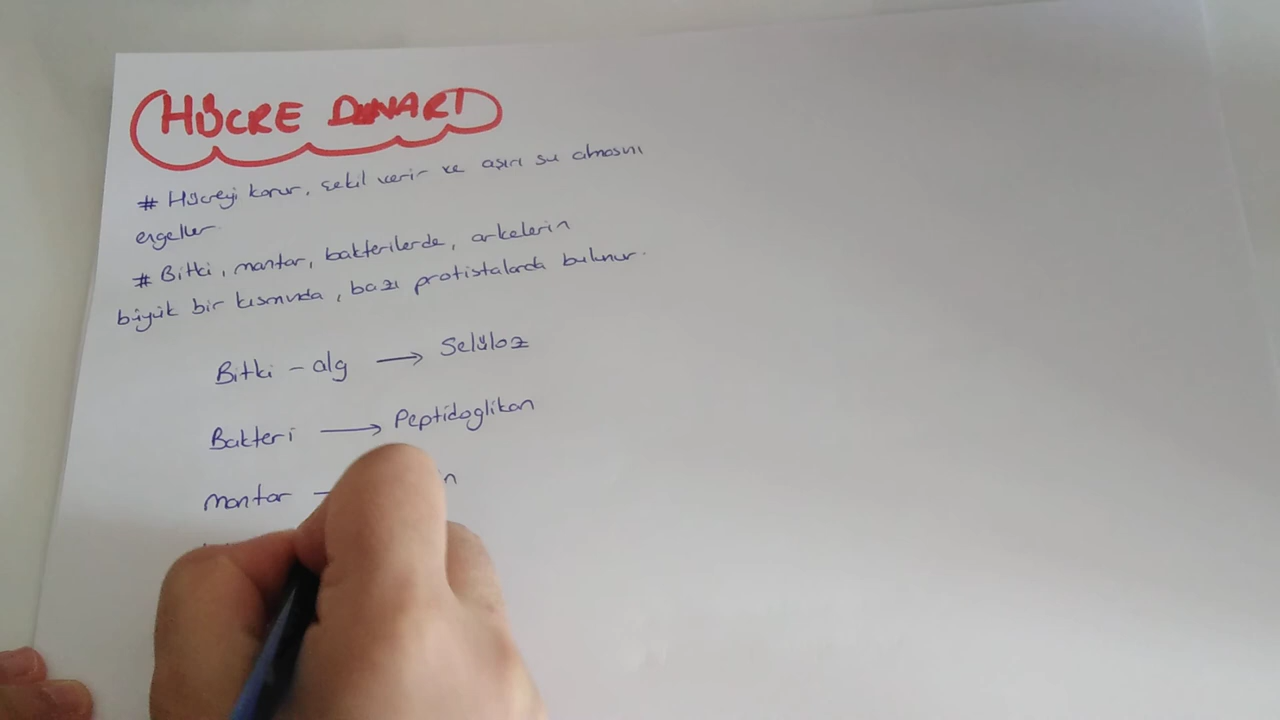 HÜCRE DUVARI
# Hücreyi korur, şekil verir ve aşırı su almasını
engeller.
# Bitki, mantar, bakterilerde, arkelerin
büyük bir kısmında, bazı protistalarda bulunur.
Bitki - alg → Selüloz
Bakteri → Peptidoglikan
mantar